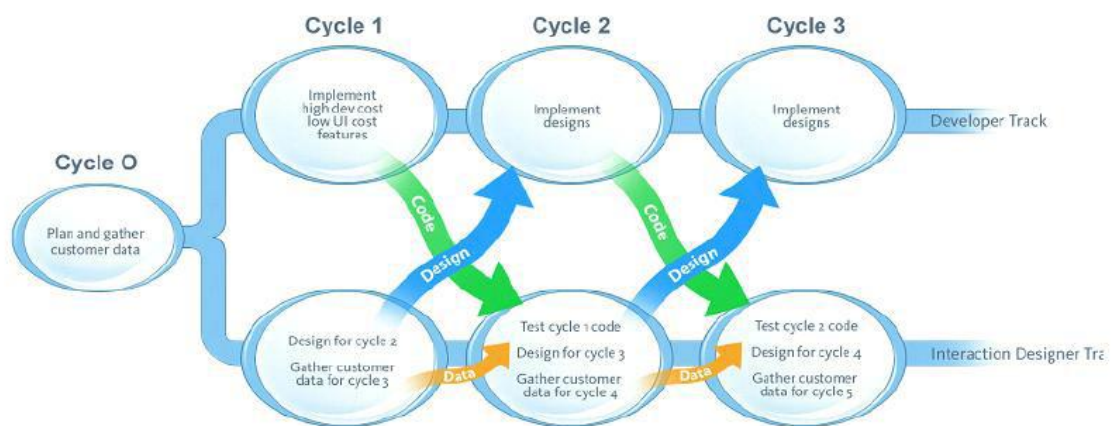 Cycle 1
Cycle 2
Cycle 3
Implement
high dev cost
low UI cost
features
Implement
designs
Implement
designs
Developer Track
Cycle O
Plan and gather
customer data
Code
Design
Code
Design
Design for cycle 2
Gather customer
data for cycle 3
Data
Test cycle 1 code
Design for cycle 3
Gather customer
data for cycle 4
Data
Test cycle 2 code
Design for cycle 4
Gather customer
data for cycle 5
Interaction Designer Tra